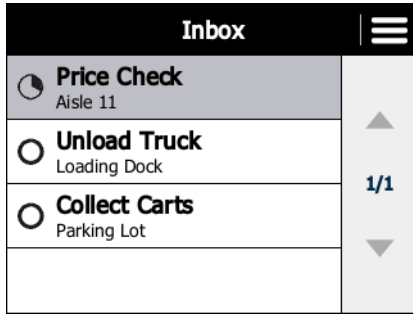 Inbox
Price Check
Aisle 11
Unload Truck
Loading Dock
1/1
Collect Carts
Parking Lot